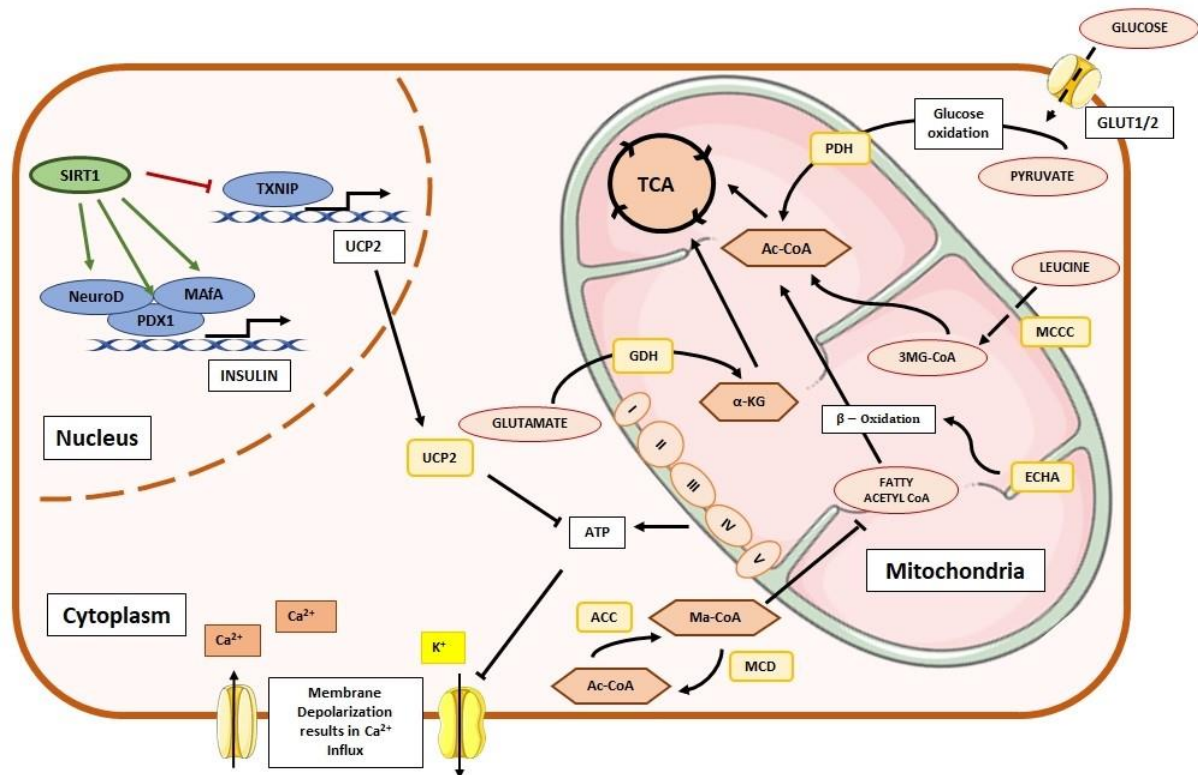 GLUCOSE
GLUT1/2
Glucose
oxidation
PYRUVATE
PDH
TCA
Ac-CoA
SIRT1
TXNIP
UCP2
NeuroD
MAfA
PDX1
INSULIN
Nucleus
LEUCINE
MCCC
3MG-CoA
GDH
α-KG
GLUTAMATE
UCP2
β – Oxidation
ECHA
FATTY
ACETYL CoA
I
II
III
IV
V
ATP
Mitochondria
Cytoplasm
Ca²⁺
Ca²⁺
K⁺
ACC
Ma-CoA
MCD
Ac-CoA
Membrane
Depolarization
results in Ca²⁺
Influx